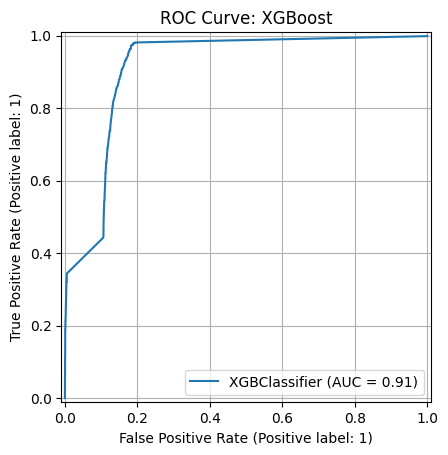 ROC Curve: XGBoost
1.0
0.8
0.6
0.4
0.2
0.0
True Positive Rate (Positive label: 1)
XGBClassifier (AUC = 0.91)
0.0 0.2 0.4 0.6 0.8 1.0
False Positive Rate (Positive label: 1)